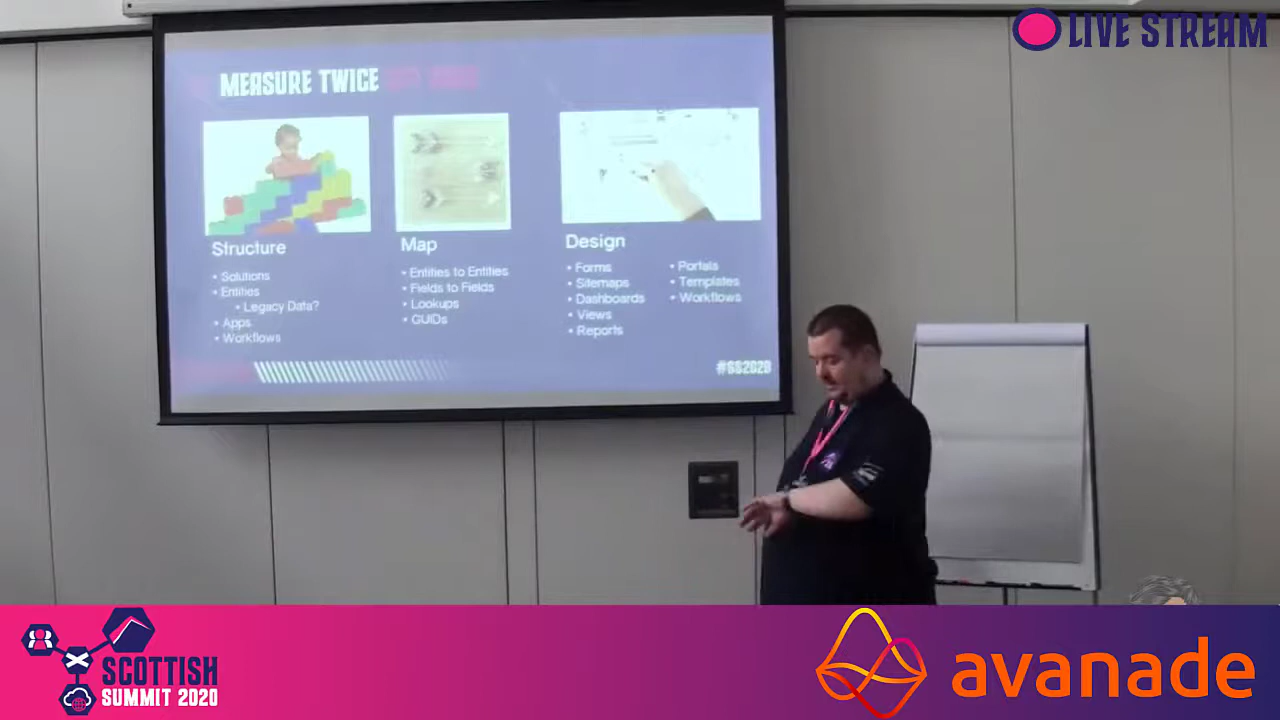 LIVE STREAM
MEASURE TWICE
Structure
• Solutions
• Entities
• Legacy Data?
• Apps
• Workflows
Map
• Entities to Entities
• Fields to Fields
• Lookups
• GUIDs
Design
• Forms
• Sitemaps
• Dashboards
• Views
• Reports
• Portals
• Templates
• Workflows
#SS2020
SCOTTISH
SUMMIT 2020
avanade